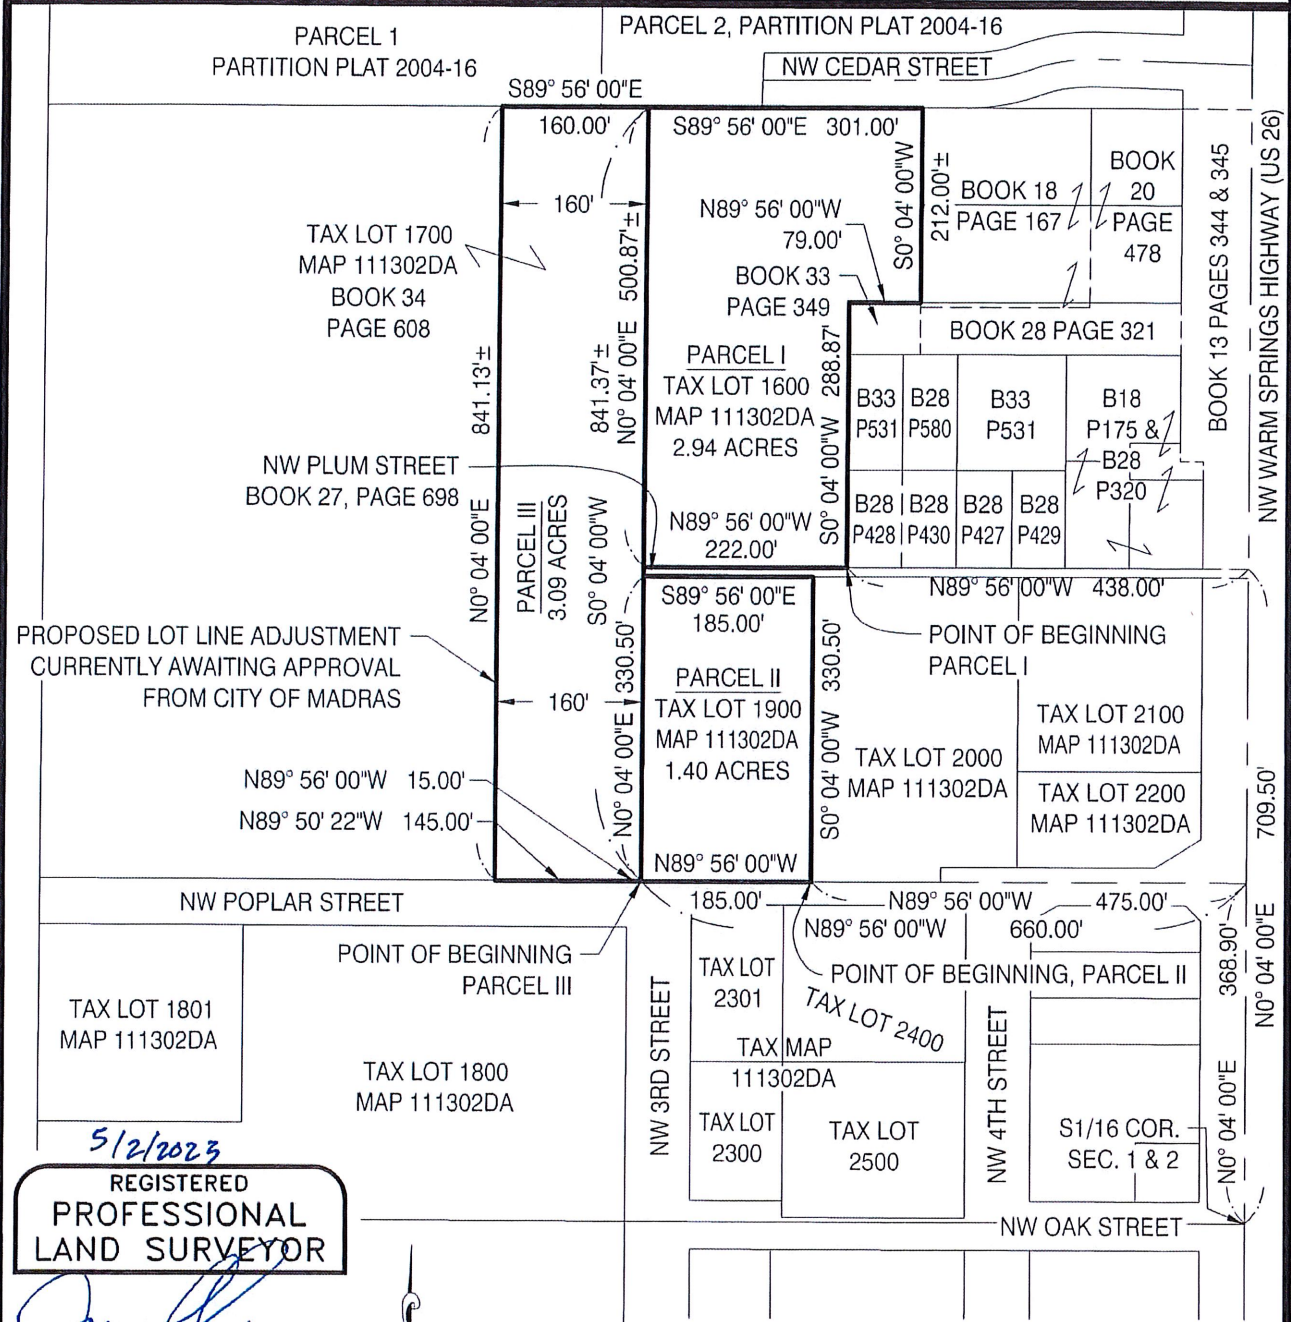 PARCEL 1
PARTITION PLAT 2004-16
PARCEL 2, PARTITION PLAT 2004-16
NW CEDAR STREET
S89° 56' 00"E
160.00'
S89° 56' 00"E 301.00'
S0° 04' 00"W
212.00'±
BOOK 18
PAGE 167
BOOK
20
PAGE
478
BOOK 13 PAGES 344 & 345
NW WARM SPRINGS HIGHWAY (US 26)
160'
N89° 56' 00"W
79.00'
TAX LOT 1700
MAP 111302DA
BOOK 34
PAGE 608
BOOK 33
PAGE 349
BOOK 28 PAGE 321
841.13'±
N0° 04' 00"E
841.37'±
S0° 04' 00"W
N0° 04' 00"E 500.87'±
PARCEL I
TAX LOT 1600
MAP 111302DA
2.94 ACRES
S0° 04' 00"W 288.87'
B33
P531
B28
P580
B33
P531
B18
P175 &
B28
P320
NW PLUM STREET
BOOK 27, PAGE 698
PARCEL III
3.09 ACRES
N89° 56' 00"W
222.00'
B28
P428
B28
P430
B28
P427
B28
P429
S89° 56' 00"E
185.00'
N89° 56' 00"W 438.00'
PROPOSED LOT LINE ADJUSTMENT
CURRENTLY AWAITING APPROVAL
FROM CITY OF MADRAS
POINT OF BEGINNING
PARCEL I
160'
N0° 04' 00"E 330.50'
PARCEL II
TAX LOT 1900
MAP 111302DA
1.40 ACRES
S0° 04' 00"W 330.50'
TAX LOT 2000
MAP 111302DA
TAX LOT 2100
MAP 111302DA
TAX LOT 2200
MAP 111302DA
N89° 56' 00"W 15.00'
N89° 50' 22"W 145.00'
N89° 56' 00"W
185.00'
709.50'
N0° 04' 00"E
NW POPLAR STREET
N89° 56' 00"W 475.00'
N89° 56' 00"W 660.00'
POINT OF BEGINNING
PARCEL III
POINT OF BEGINNING, PARCEL II
368.90'
N0° 04' 00"E
TAX LOT 1801
MAP 111302DA
TAX LOT 1800
MAP 111302DA
NW 3RD STREET
TAX LOT
2301
TAX LOT 2400
TAX MAP
111302DA
TAX LOT
2300
TAX LOT
2500
NW 4TH STREET
S1/16 COR.
SEC. 1 & 2
NW OAK STREET
5/2/2023
REGISTERED
PROFESSIONAL
LAND SURVEYOR